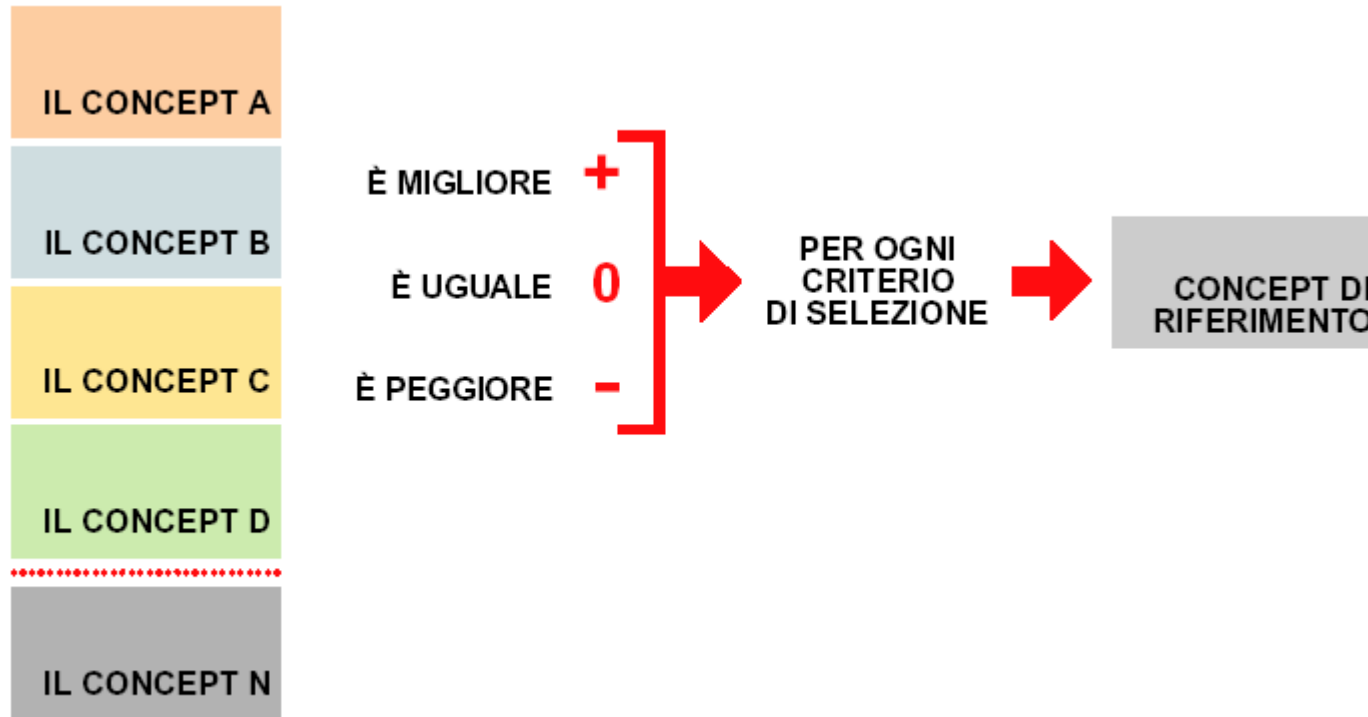 IL CONCEPT A
IL CONCEPT B
IL CONCEPT C
IL CONCEPT D
IL CONCEPT N
È MIGLIORE +
È UGUALE 0
È PEGGIORE -
PER OGNI
CRITERIO
DI SELEZIONE
CONCEPT DI
RIFERIMENTO